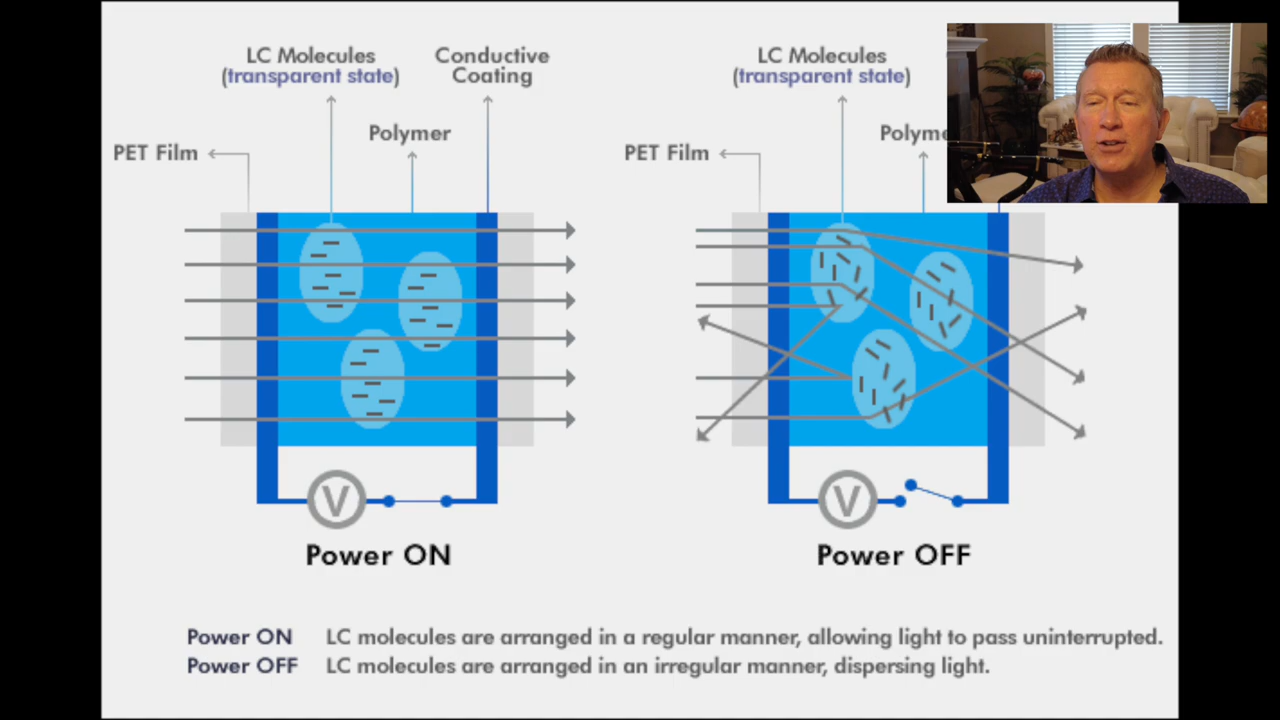 LC Molecules
(transparent state)
Conductive
Coating
Polymer
PET Film
V
Power ON
LC Molecules
(transparent state)
PET Film
V
Power OFF
Power ON LC molecules are arranged in a regular manner, allowing light to pass uninterrupted.
Power OFF LC molecules are arranged in an irregular manner, dispersing light.